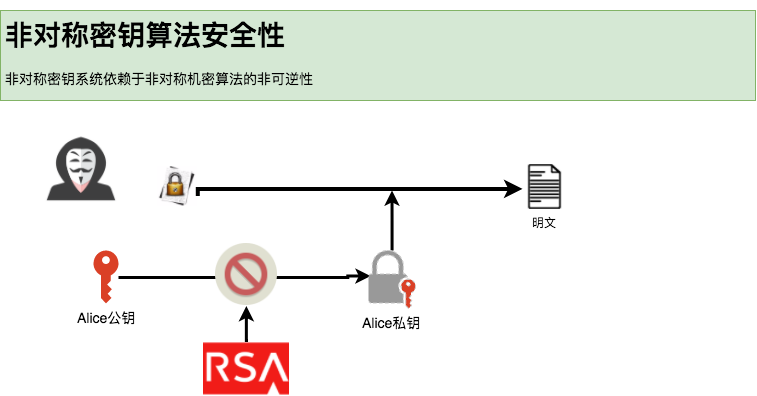 非对称密钥算法安全性
非对称密钥系统依赖于非对称机密算法的非可逆性
明文
Alice公钥
Alice私钥
RSA